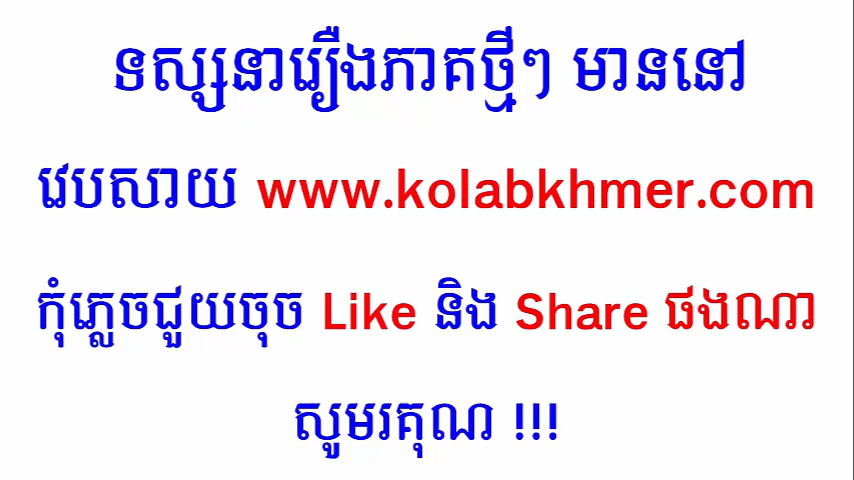 ទស្សនារឿងភាគថ្មីៗ មាននៅ
វេបសាយ www.kolabkhmer.com
កុំភ្លេចជួយចុច Like និង Share ផងណា
សូមរគុណ !!!